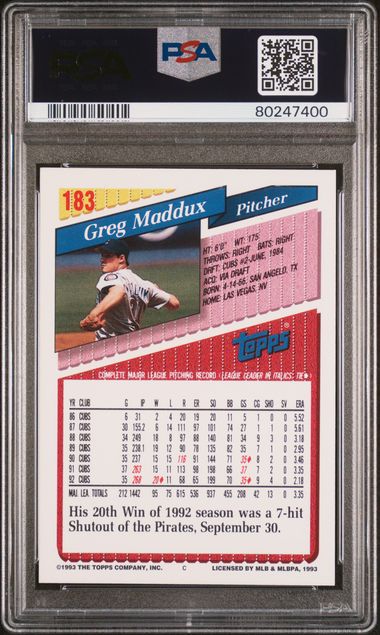 PSA
PSA
80247400
183
Greg Maddux
Pitcher
HT: 6'0" WT: 175
THROWS: RIGHT BATS: RIGHT
DRFT: CUBS #2-JUNE, 1984
ACQ: VIA DRAFT
BORN: 4-14-66, SAN ANGELO, TX
HOME: LAS VEGAS, NV
Topps
COMPLETE MAJOR LEAGUE PITCHING RECORD (LEAGUE LEADER IN ITALICS; TIE♦)
YR CLUB G IP W L R ER SO BB GS CG SHO SV ERA
86 CUBS 6 31 2 4 20 19 20 11 5 1 0 0 5.52
87 CUBS 30 155.2 6 14 111 97 101 74 27 1 1 0 5.61
88 CUBS 34 249 18 8 97 88 140 81 34 9 3 0 3.18
89 CUBS 35 238.1 19 12 90 78 135 82 35 7 1 0 2.95
90 CUBS 35 237 15 15 116 91 144 71 35♦ 8 2 0 3.46
91 CUBS 37 263 15 11 113 98 198 66 37 7 2 0 3.35
92 CUBS 35 268 20♦ 11 68 65 199 70 35♦ 9 4 0 2.18
MAJ. LEA. TOTALS 212 1442 95 75 615 536 937 455 208 42 13 0 3.35
His 20th Win of 1992 season was a 7-hit
Shutout of the Pirates, September 30.
©1993 THE TOPPS COMPANY, INC. C LICENSED BY MLB & MLBPA, 1993
PSA